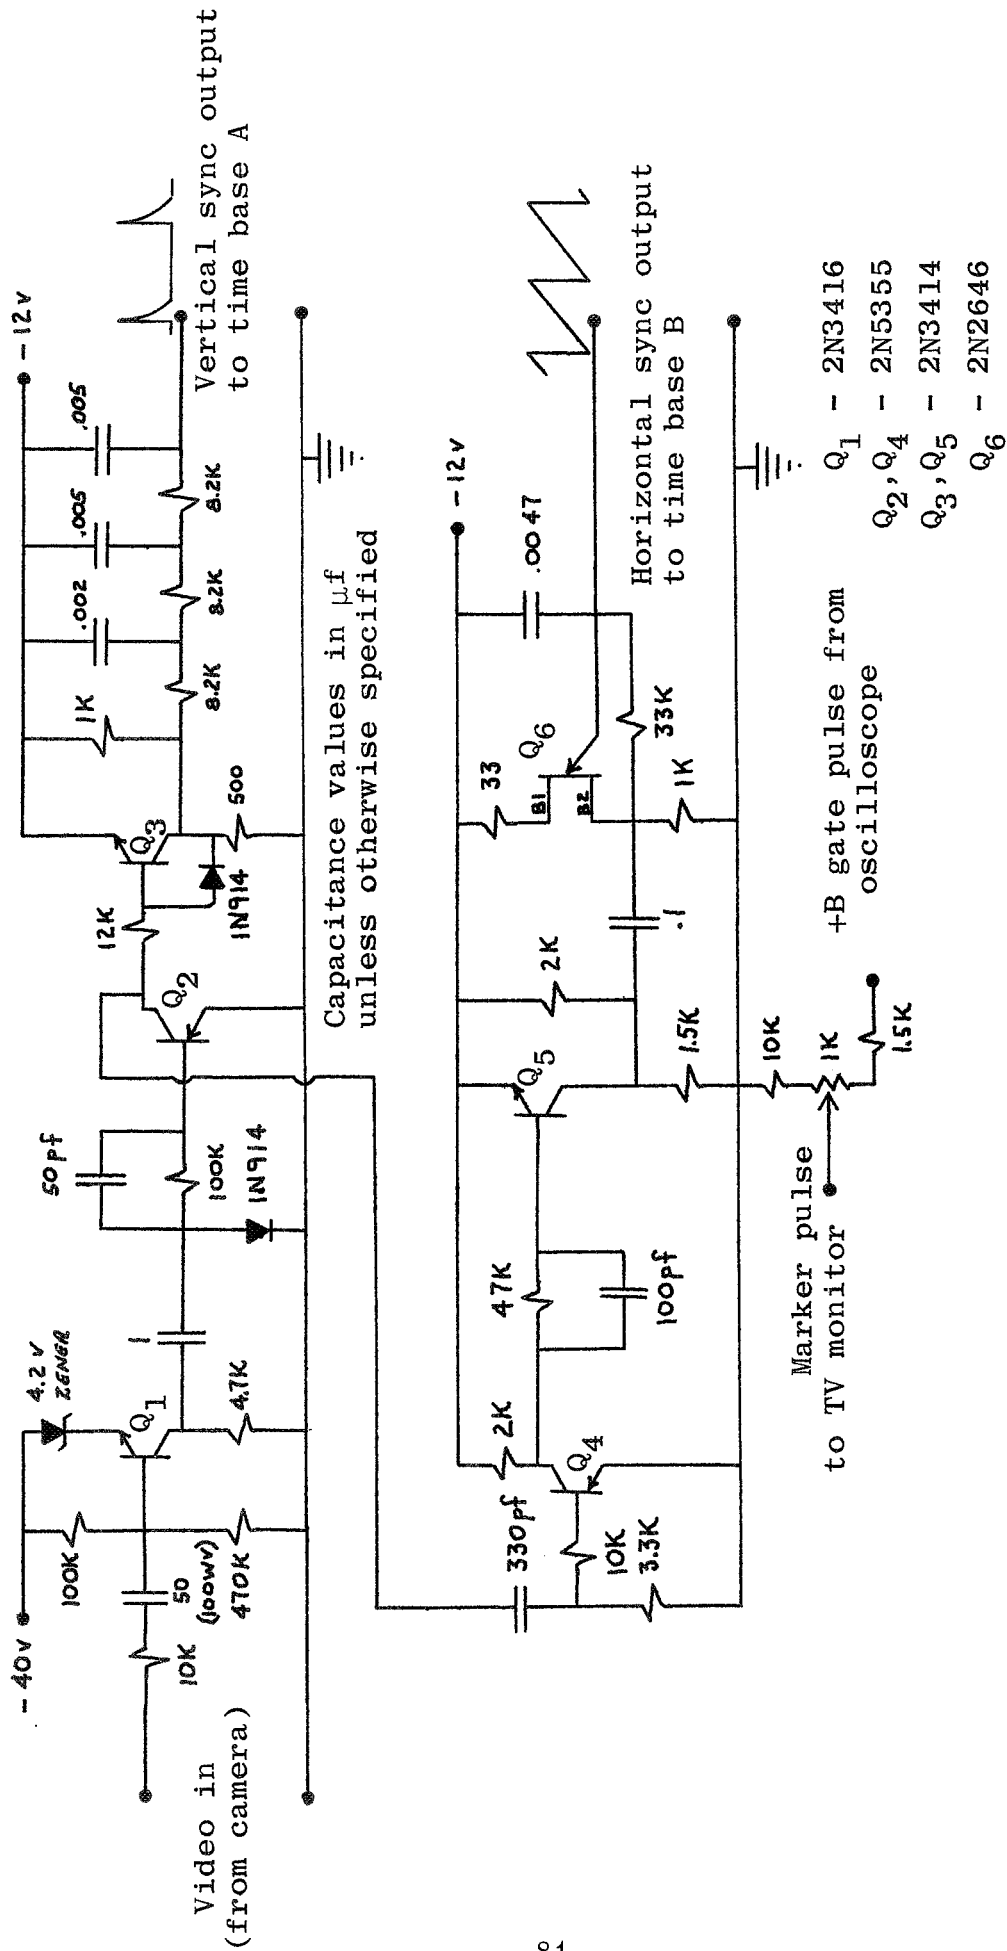 - 40V
100K
10K
50
(100WV)
470K
4.2 V
ZENER
Q1
4.7K
1
50pf
100K
1N914
Q2
12K
Q3
1N914
500
1K
.002
.005
.005
8.2K
8.2K
8.2K
- 12V
Video in
(from camera)
Vertical sync output
to time base A
Capacitance values in μf
unless otherwise specified
330pf
10K
3.3K
2K
Q4
47K
100pf
Q5
2K
1.5K
.1
33
B1
B2
Q6
1K
33K
.0047
- 12V
Horizontal sync output
to time base B
10K
1K
1.5K
Marker pulse
to TV monitor
+B gate pulse from
oscilloscope
Q1 - 2N3416
Q2,Q4 - 2N5355
Q3,Q5 - 2N3414
Q6 - 2N2646